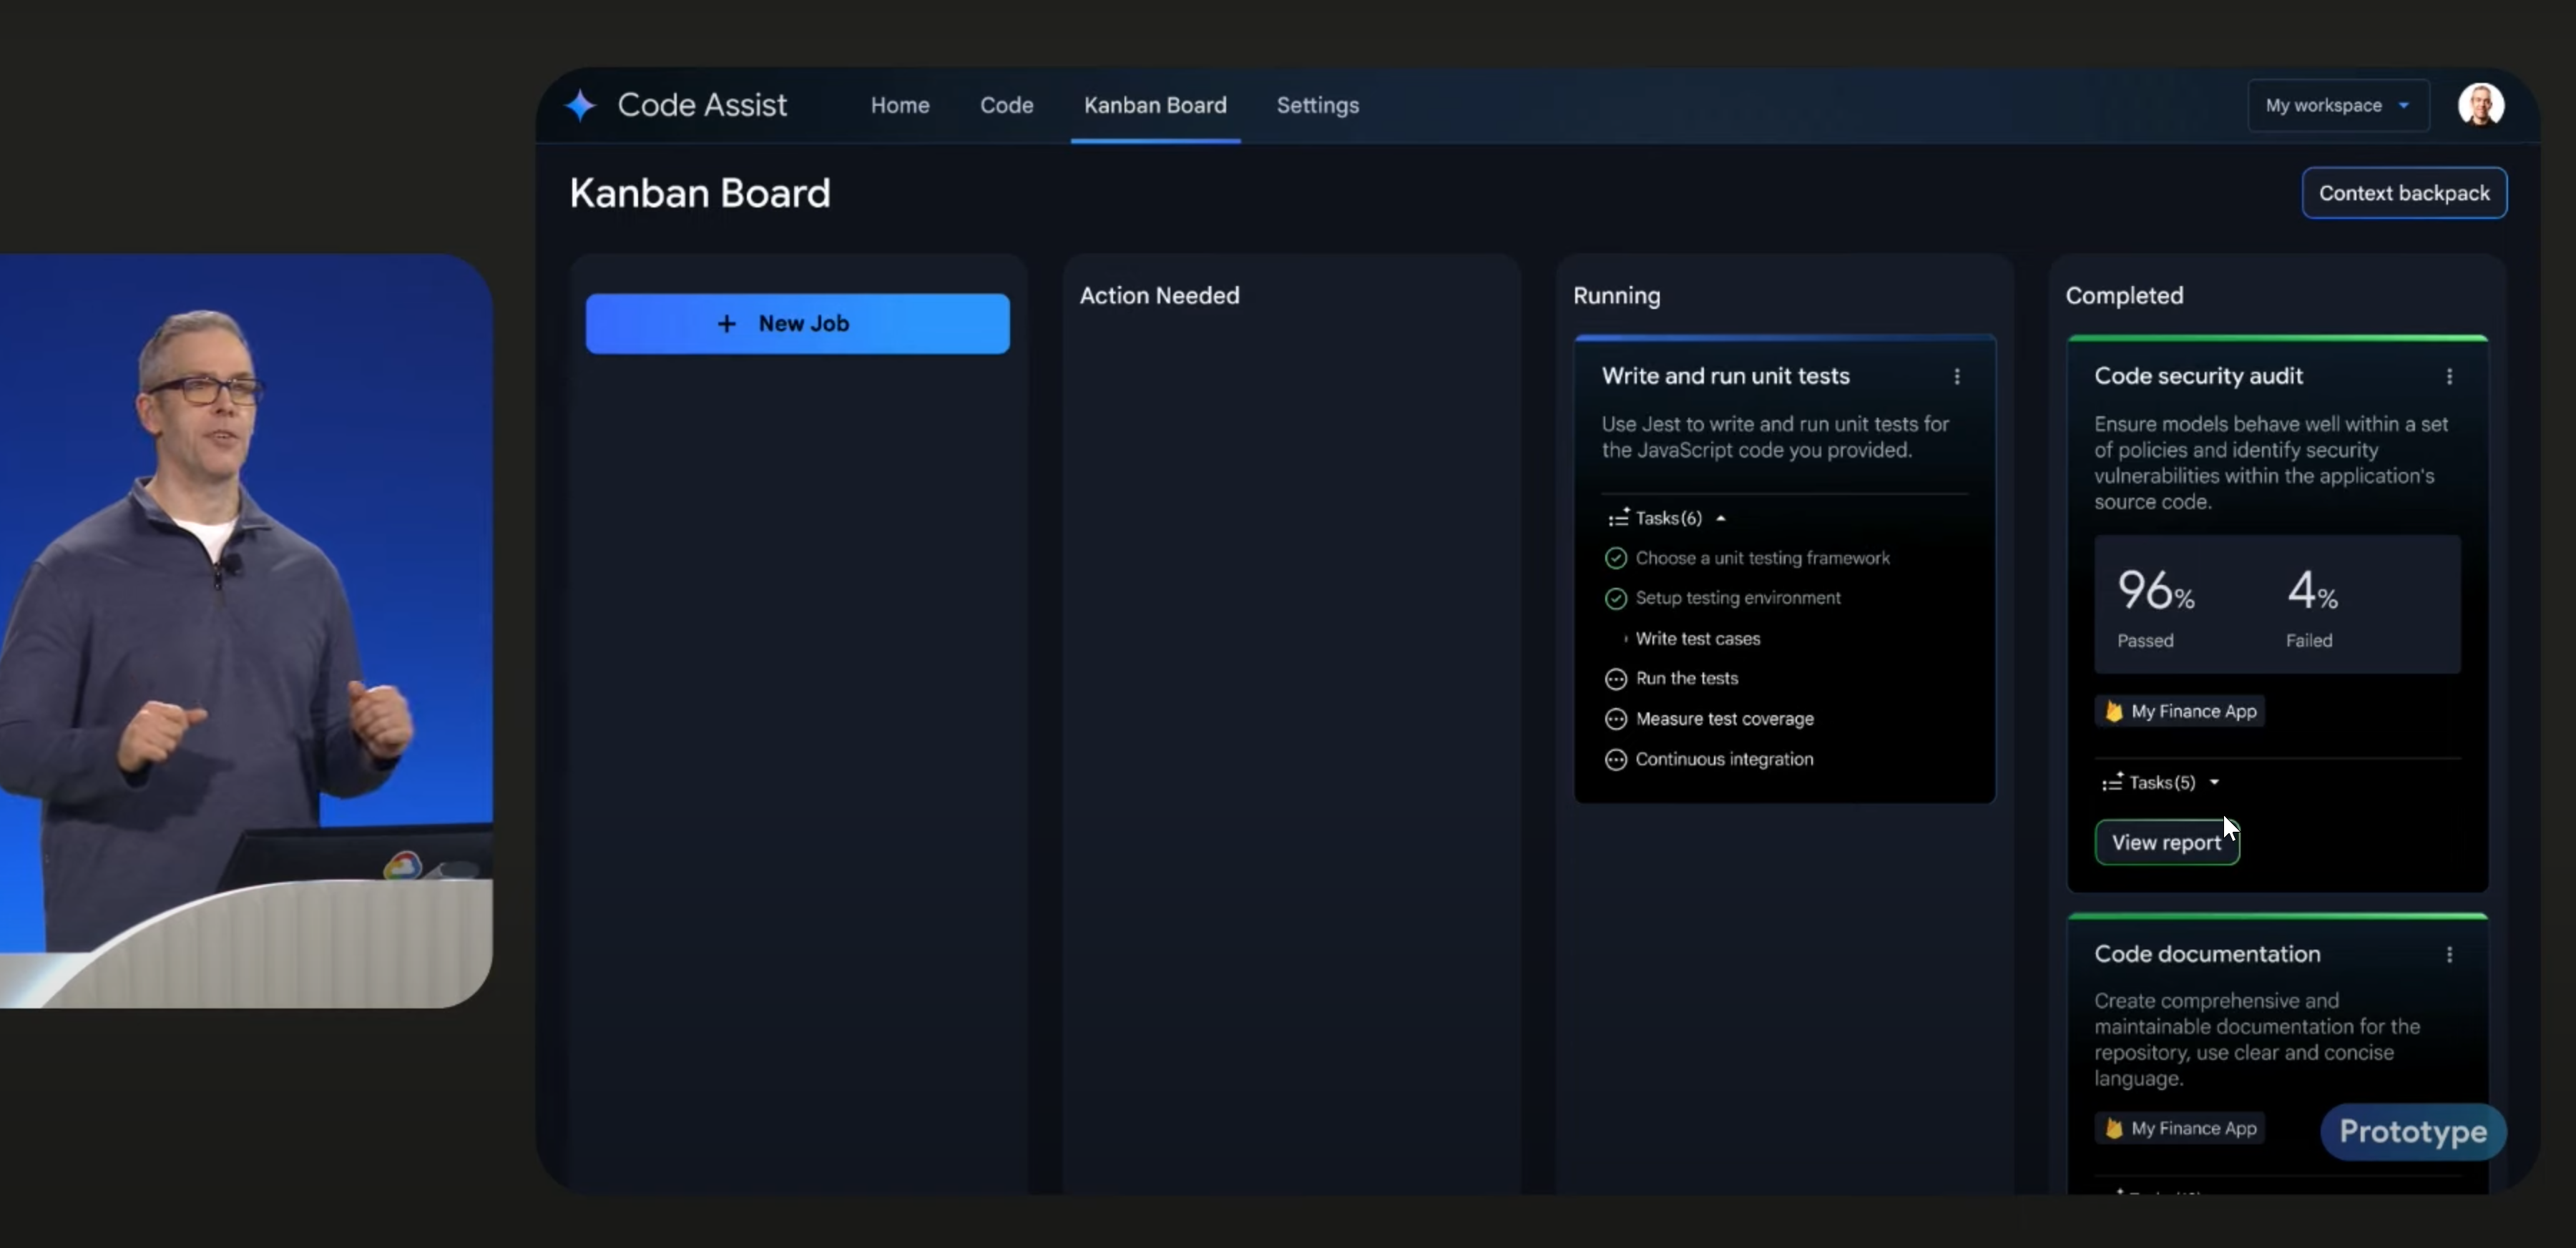 Code Assist
Home
Code
Kanban Board
Settings
My workspace
Kanban Board
Context backpack
+ New Job
Action Needed
Running
Write and run unit tests
Use Jest to write and run unit tests for
the JavaScript code you provided.
Tasks(6)
Choose a unit testing framework
Setup testing environment
Write test cases
Run the tests
Measure test coverage
Continuous integration
Completed
Code security audit
Ensure models behave well within a set
of policies and identify security
vulnerabilities within the application's
source code.
96%
Passed
4%
Failed
My Finance App
Tasks(5)
View report
Code documentation
Create comprehensive and
maintainable documentation for the
repository, use clear and concise
language.
My Finance App
Prototype